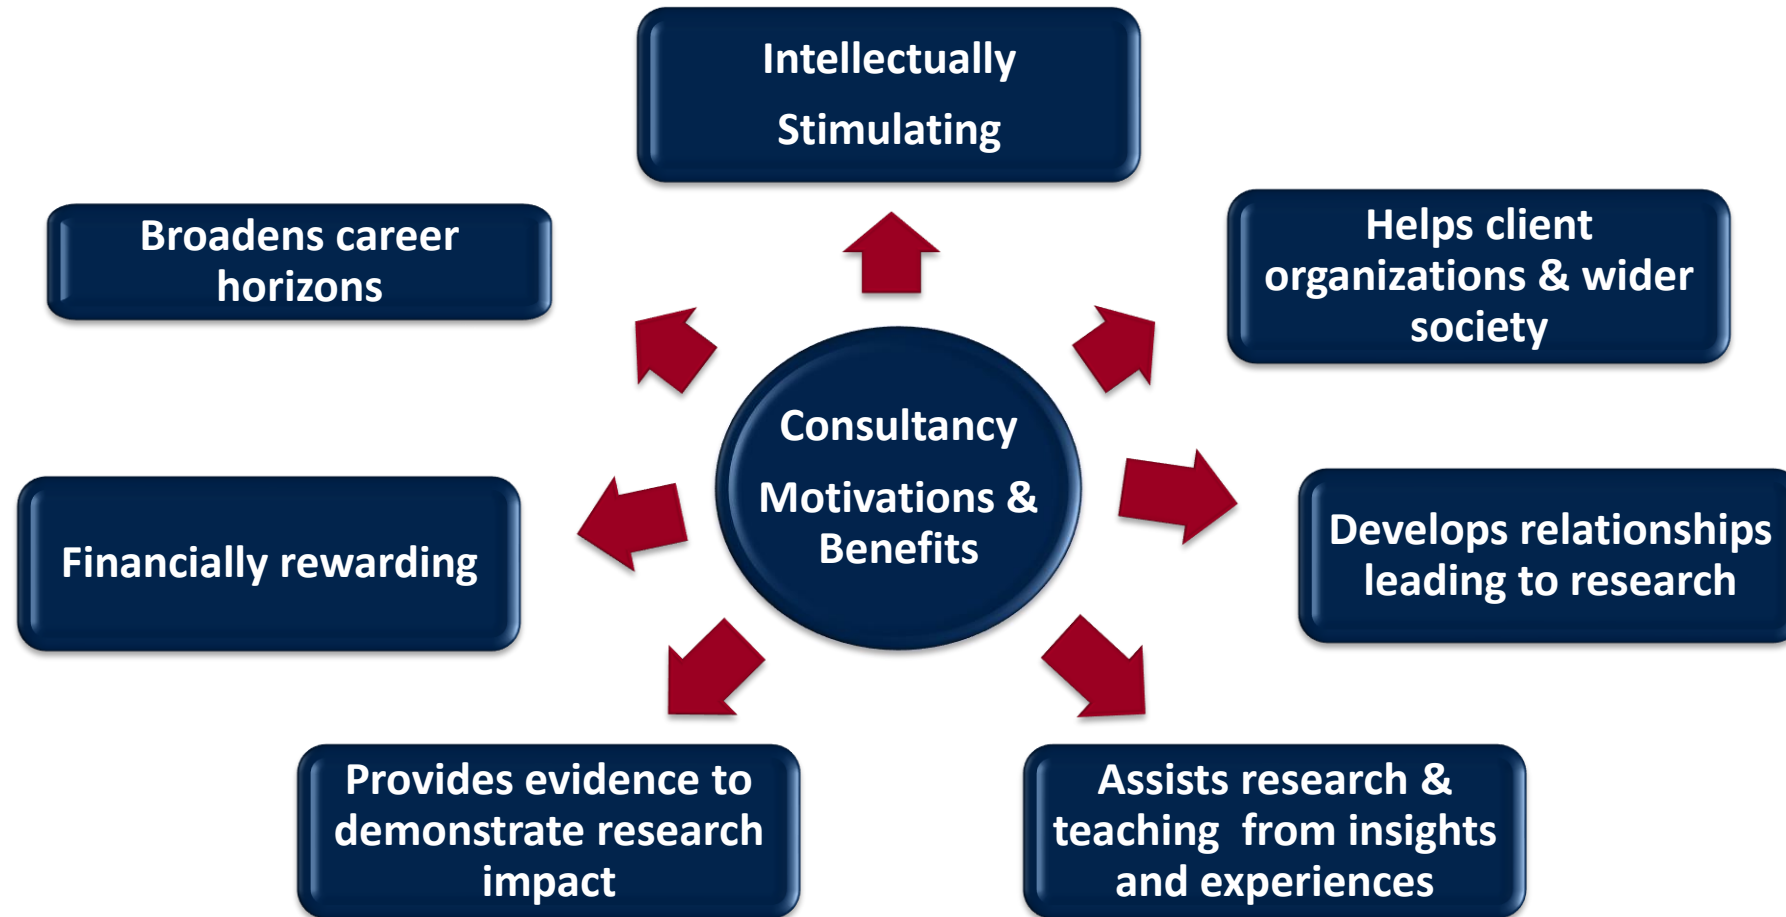 Intellectually
Stimulating
Broadens career
horizons
Helps client
organizations & wider
society
Consultancy
Motivations &
Benefits
Financially rewarding
Develops relationships
leading to research
Provides evidence to
demonstrate research
impact
Assists research &
teaching  from insights
and experiences